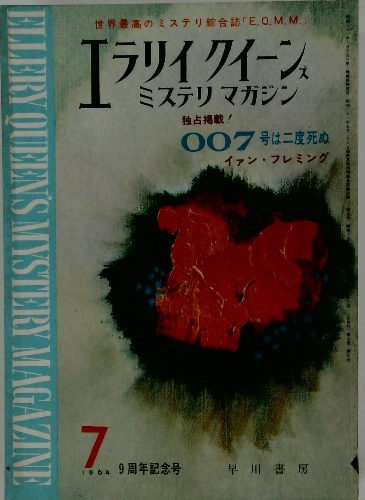 世界最高のミステリ綜合誌「E.Q.M.M.」
エラリイ クイーンズ
ミステリ マガジン
独占掲載!
007号は二度死ぬ
イァン・フレミング
ELLERY QUEEN'S MYSTERY MAGAZINE
7
1964
9周年記念号
早川書房